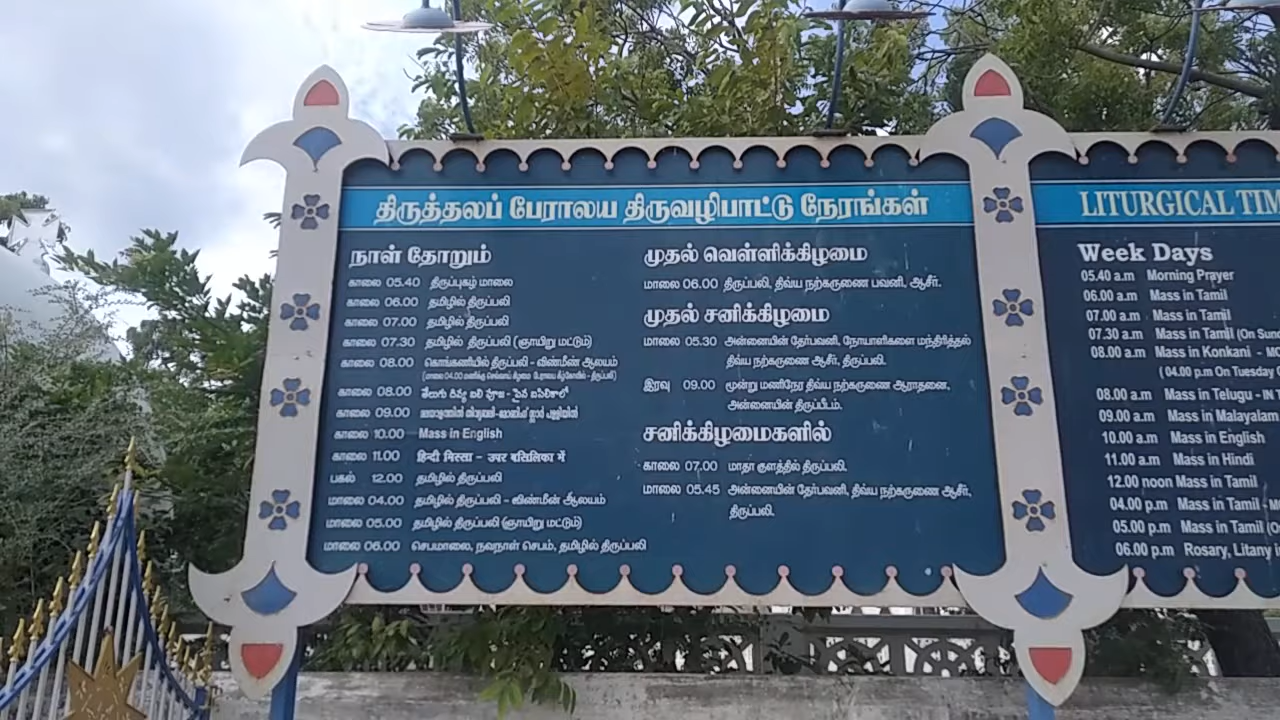 திருத்தலப் பேராலய திருவழிபாட்டு நேரங்கள்
நாள் தோறும்
காலை 05.40 திருப்புகழ் மாலை
காலை 06.00 தமிழில் திருப்பலி
காலை 07.00 தமிழில் திருப்பலி
காலை 07.30 தமிழில் திருப்பலி (ஞாயிறு மட்டும்)
காலை 08.00 கொங்கணியில் திருப்பலி - விண்மீன் ஆலயம்
காலை 08.00 తెలుగు దివ్య బలి పూజ -
காலை 09.00
காலை 10.00 Mass in English
காலை 11.00 हिन्दी मिस्सा - उपर बसिलिका में
பகல் 12.00 தமிழில் திருப்பலி
மாலை 04.00 தமிழில் திருப்பலி - விண்மீன் ஆலயம்
மாலை 05.00 தமிழில் திருப்பலி (ஞாயிறு மட்டும்)
மாலை 06.00 செபமாலை, நவநாள் செபம், தமிழில் திருப்பலி
முதல் வெள்ளிக்கிழமை
மாலை 06.00 திருப்பலி, திவ்ய நற்கருணை பவனி, ஆசீர்.
முதல் சனிக்கிழமை
மாலை 05.30 அன்னையின் தேர்பவனி, நோயாளிகளை மந்திரித்தல்
திவ்ய நற்கருணை ஆசீர், திருப்பலி.
இரவு 09.00 மூன்று மணிநேர திவ்ய நற்கருணை ஆராதனை,
அன்னையின் திருப்பீடம்.
சனிக்கிழமைகளில்
காலை 07.00 மாதா குளத்தில் திருப்பலி.
மாலை 05.45 அன்னையின் தேர்பவனி, திவ்ய நற்கருணை ஆசீர்,
திருப்பலி.
LITURGICAL TIM
Week Days
05.40 a.m Morning Prayer
06.00 a.m Mass in Tamil
07.00 a.m Mass in Tamil
07.30 a.m Mass in Tamil (On Sun
08.00 a.m Mass in Konkani - MO
( 04.00 p.m On Tuesday
08.00 a.m Mass in Telugu - IN T
09.00 a.m Mass in Malayalam
10.00 a.m Mass in English
11.00 a.m Mass in Hindi
12.00 noon Mass in Tamil
04.00 p.m Mass in Tamil - M
05.00 p.m Mass in Tamil (O
06.00 p.m Rosary, Litany i